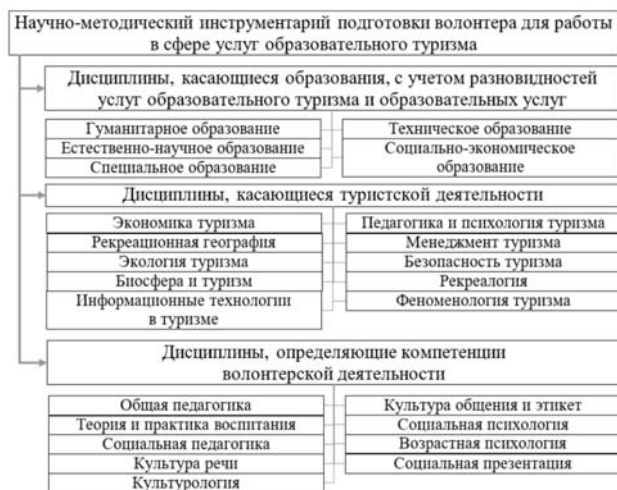 Научно-методический инструментарий подготовки волонтера для работы
в сфере услуг образовательного туризма
Дисциплины, касающиеся образования, с учетом разновидностей
услуг образовательного туризма и образовательных услуг
Гуманитарное образование
Естественно-научное образование
Специальное образование
Техническое образование
Социально-экономическое
образование
Дисциплины, касающиеся туристской деятельности
Экономика туризма
Рекреационная география
Экология туризма
Биосфера и туризм
Информационные технологии
в туризме
Педагогика и психология туризма
Менеджмент туризма
Безопасность туризма
Рекреалогия
Феноменология туризма
Дисциплины, определяющие компетенции
волонтерской деятельности
Общая педагогика
Теория и практика воспитания
Социальная педагогика
Культура речи
Культурология
Культура общения и этикет
Социальная психология
Возрастная психология
Социальная презентация